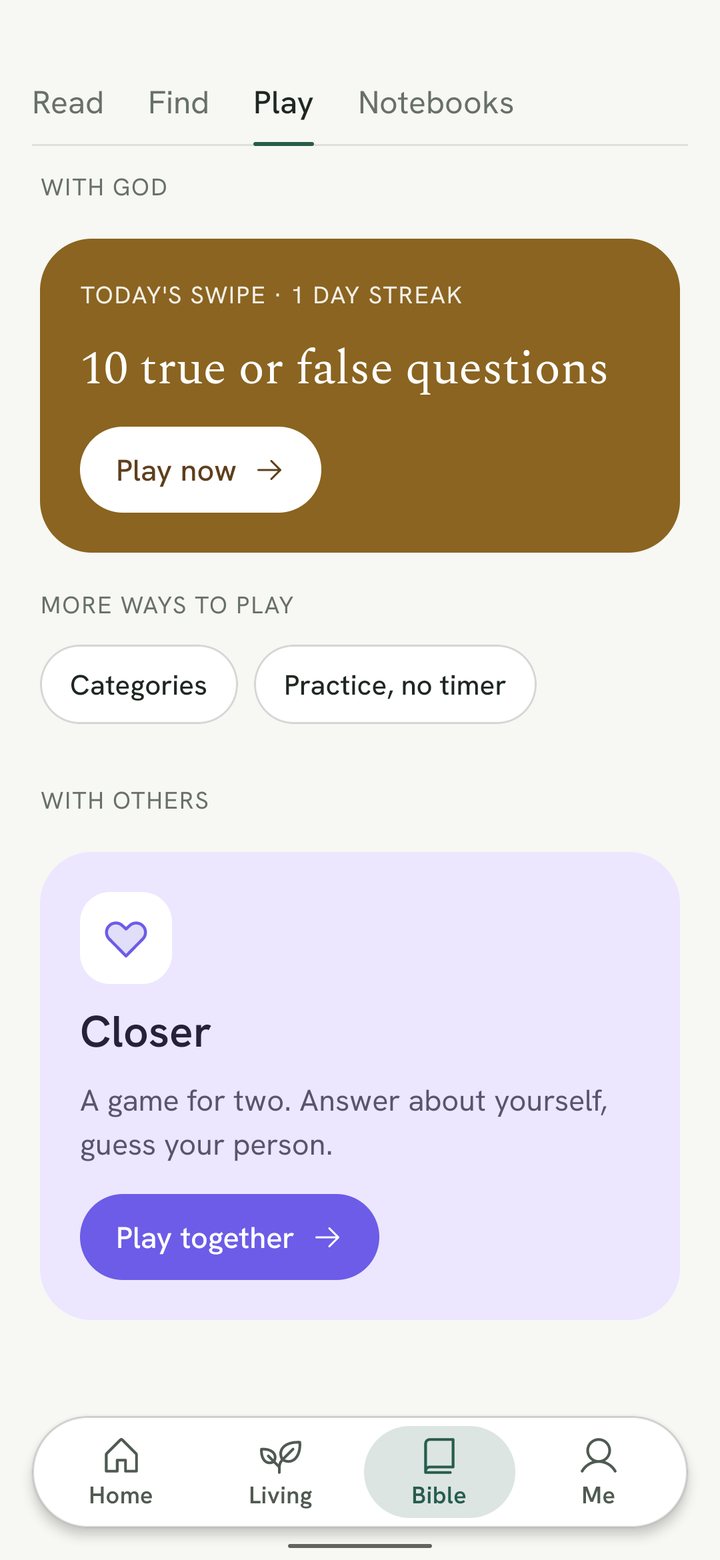 Read Find Play Notebooks
WITH GOD
TODAY'S SWIPE · 1 DAY STREAK
10 true or false questions
Play now →
MORE WAYS TO PLAY
Categories Practice, no timer
WITH OTHERS
Closer
A game for two. Answer about yourself,
guess your person.
Play together →
Home Living Bible Me